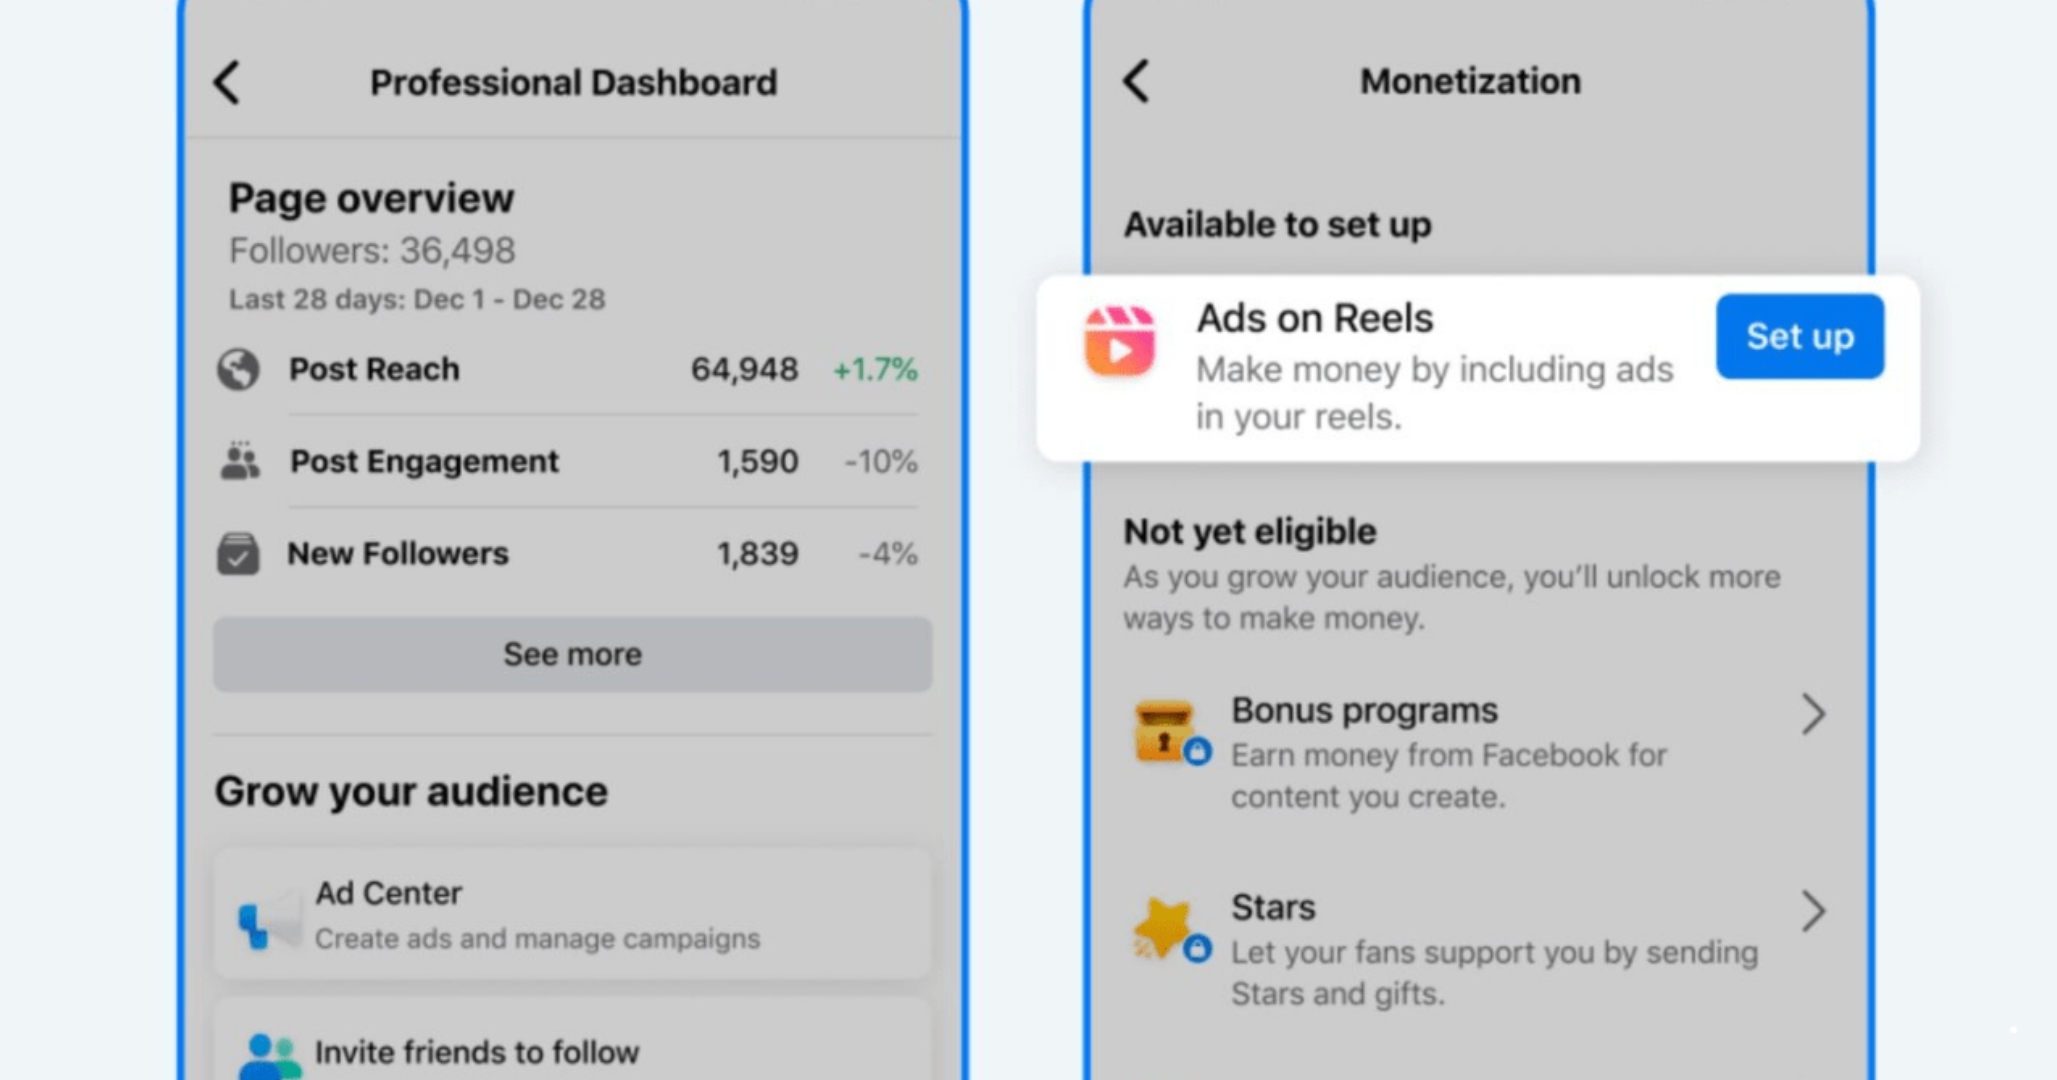 Professional Dashboard
Page overview
Followers: 36,498
Last 28 days: Dec 1 - Dec 28
Post Reach 64,948 +1.7%
Post Engagement 1,590 -10%
New Followers 1,839 -4%
See more
Grow your audience
Ad Center
Create ads and manage campaigns
Invite friends to follow
Monetization
Available to set up
Ads on Reels
Make money by including ads
in your reels.
Set up
Not yet eligible
As you grow your audience, you'll unlock more
ways to make money.
Bonus programs
Earn money from Facebook for
content you create.
Stars
Let your fans support you by sending
Stars and gifts.